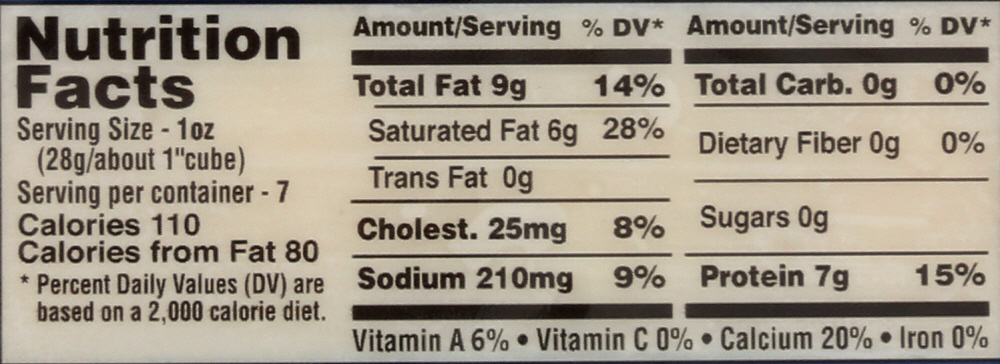 Nutrition
Facts
Serving Size - 1oz
(28g/about 1"cube)
Serving per container - 7
Calories 110
Calories from Fat 80
* Percent Daily Values (DV) are
based on a 2,000 calorie diet.
Amount/Serving % DV*
Total Fat 9g 14%
Saturated Fat 6g 28%
Trans Fat 0g
Cholest. 25mg 8%
Sodium 210mg 9%
Amount/Serving % DV*
Total Carb. 0g 0%
Dietary Fiber 0g 0%
Sugars 0g
Protein 7g 15%
Vitamin A 6% • Vitamin C 0% • Calcium 20% • Iron 0%